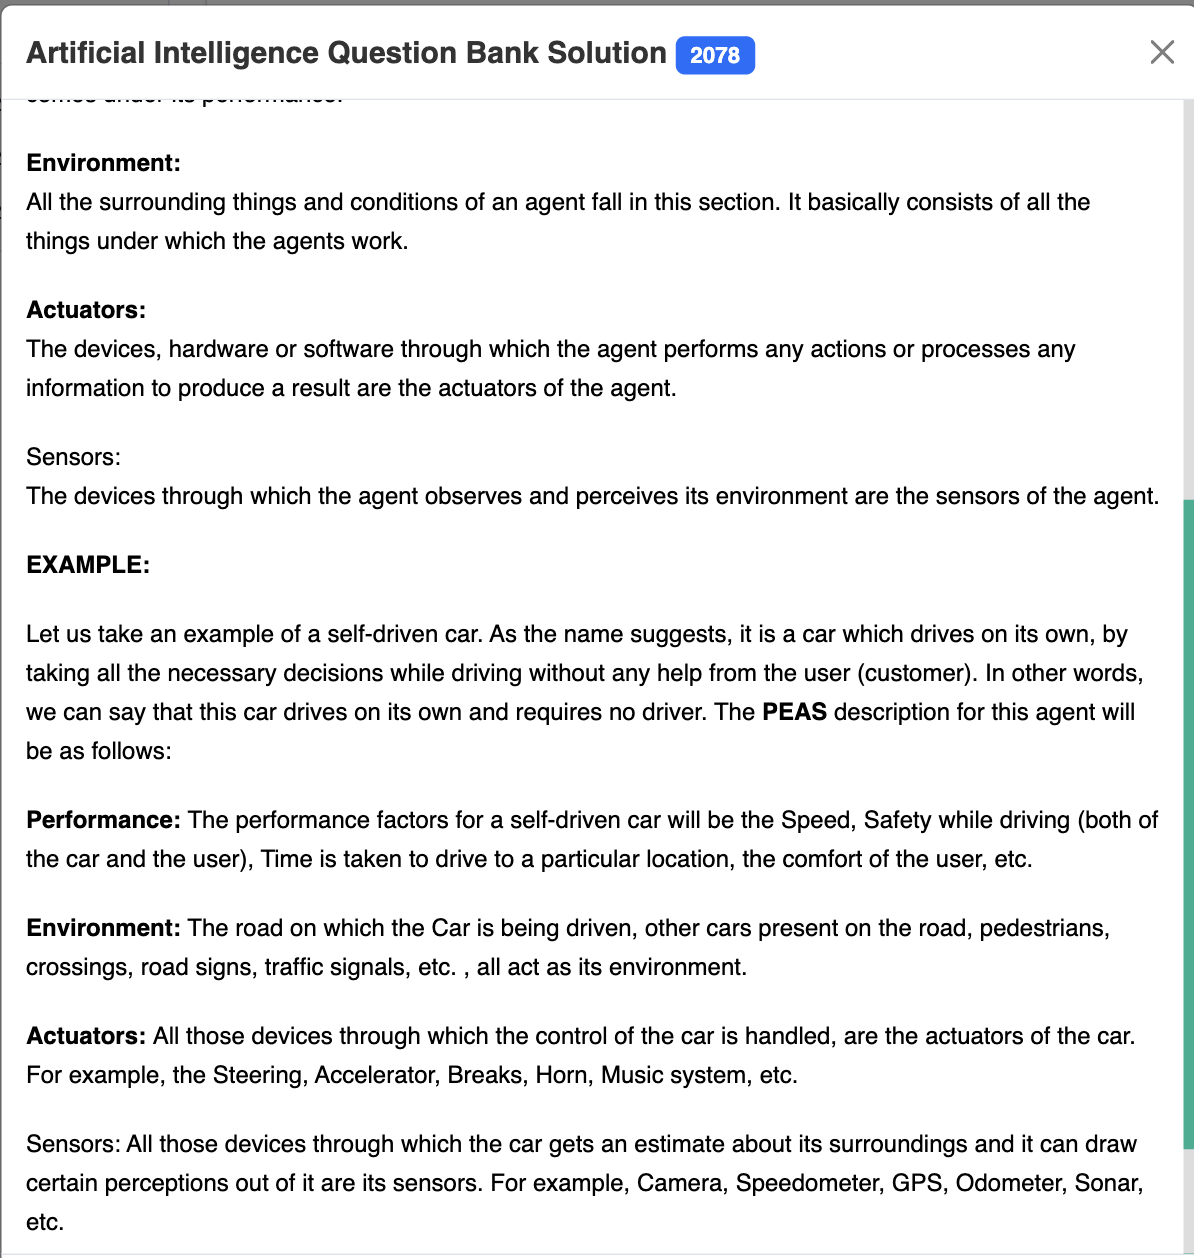 Artificial Intelligence Question Bank Solution 2078
comes under its performance.
Environment:
All the surrounding things and conditions of an agent fall in this section. It basically consists of all the
things under which the agents work.
Actuators:
The devices, hardware or software through which the agent performs any actions or processes any
information to produce a result are the actuators of the agent.
Sensors:
The devices through which the agent observes and perceives its environment are the sensors of the agent.
EXAMPLE:
Let us take an example of a self-driven car. As the name suggests, it is a car which drives on its own, by
taking all the necessary decisions while driving without any help from the user (customer). In other words,
we can say that this car drives on its own and requires no driver. The PEAS description for this agent will
be as follows:
Performance: The performance factors for a self-driven car will be the Speed, Safety while driving (both of
the car and the user), Time is taken to drive to a particular location, the comfort of the user, etc.
Environment: The road on which the Car is being driven, other cars present on the road, pedestrians,
crossings, road signs, traffic signals, etc. , all act as its environment.
Actuators: All those devices through which the control of the car is handled, are the actuators of the car.
For example, the Steering, Accelerator, Breaks, Horn, Music system, etc.
Sensors: All those devices through which the car gets an estimate about its surroundings and it can draw
certain perceptions out of it are its sensors. For example, Camera, Speedometer, GPS, Odometer, Sonar,
etc.